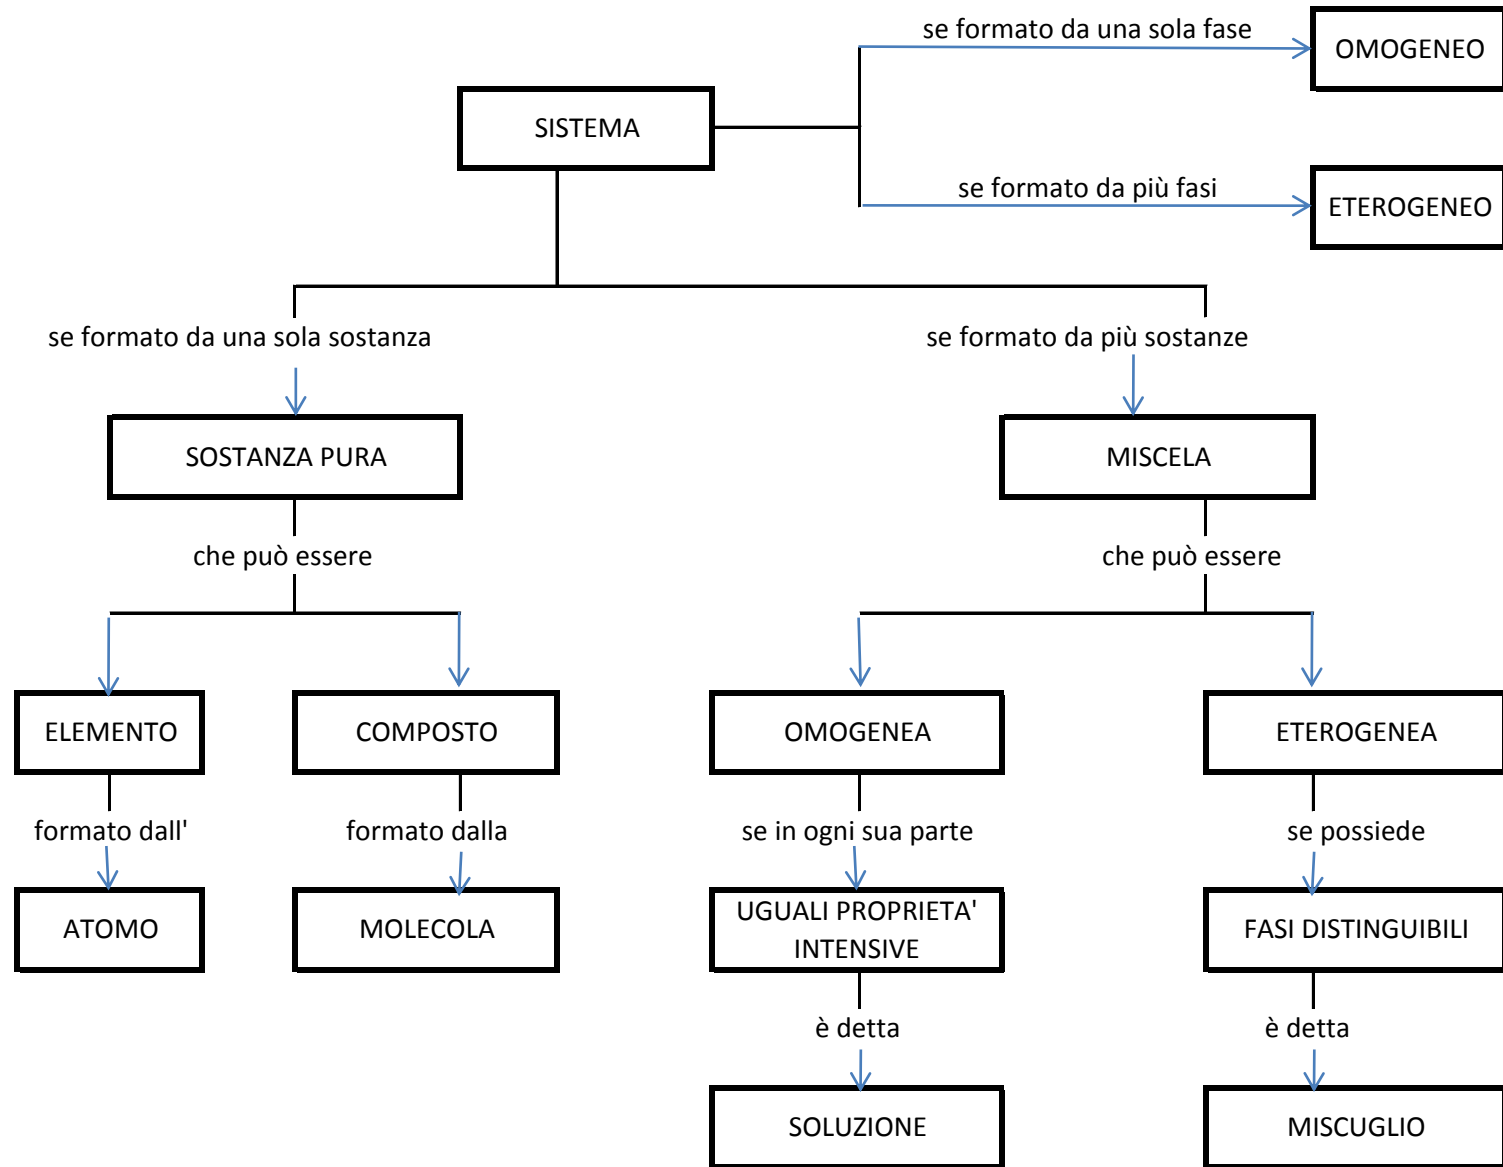 se formato da una sola fase
OMOGENEO
SISTEMA
se formato da più fasi
ETEROGENEO
se formato da una sola sostanza
se formato da più sostanze
SOSTANZA PURA
MISCELA
che può essere
che può essere
ELEMENTO
COMPOSTO
OMOGENEA
ETEROGENEA
formato dall'
formato dalla
se in ogni sua parte
se possiede
ATOMO
MOLECOLA
UGUALI PROPRIETA'
INTENSIVE
FASI DISTINGUIBILI
è detta
è detta
SOLUZIONE
MISCUGLIO